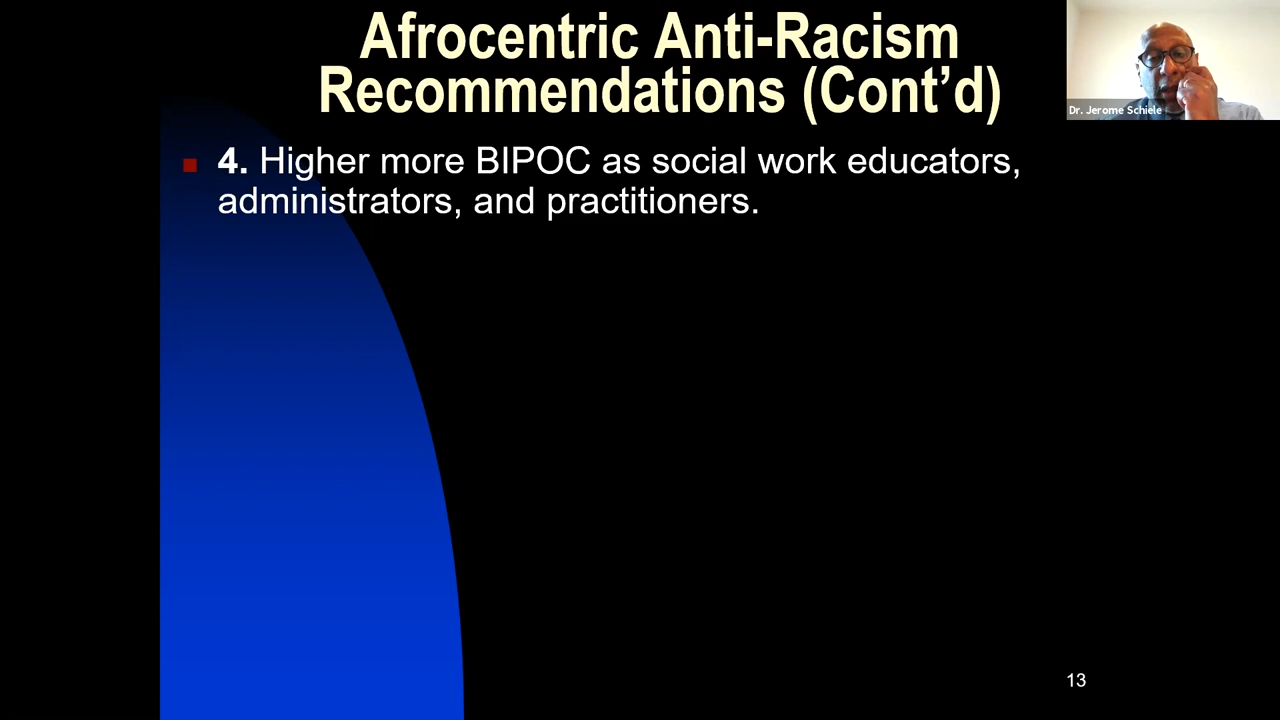 Afrocentric Anti-Racism
Recommendations (Cont’d)
Dr. Jerome Schiele
4. Higher more BIPOC as social work educators,
administrators, and practitioners.
13